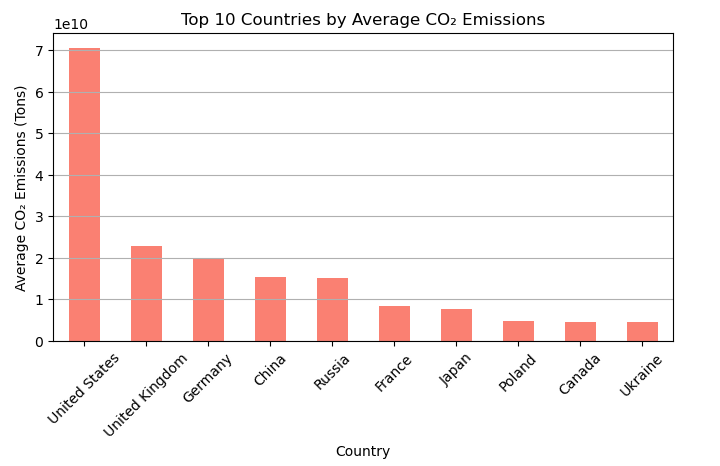 Top 10 Countries by Average CO₂ Emissions
1e10
7
6
5
4
3
2
1
0
Average CO₂ Emissions (Tons)
United States
United Kingdom
Germany
China
Russia
France
Japan
Poland
Canada
Ukraine
Country